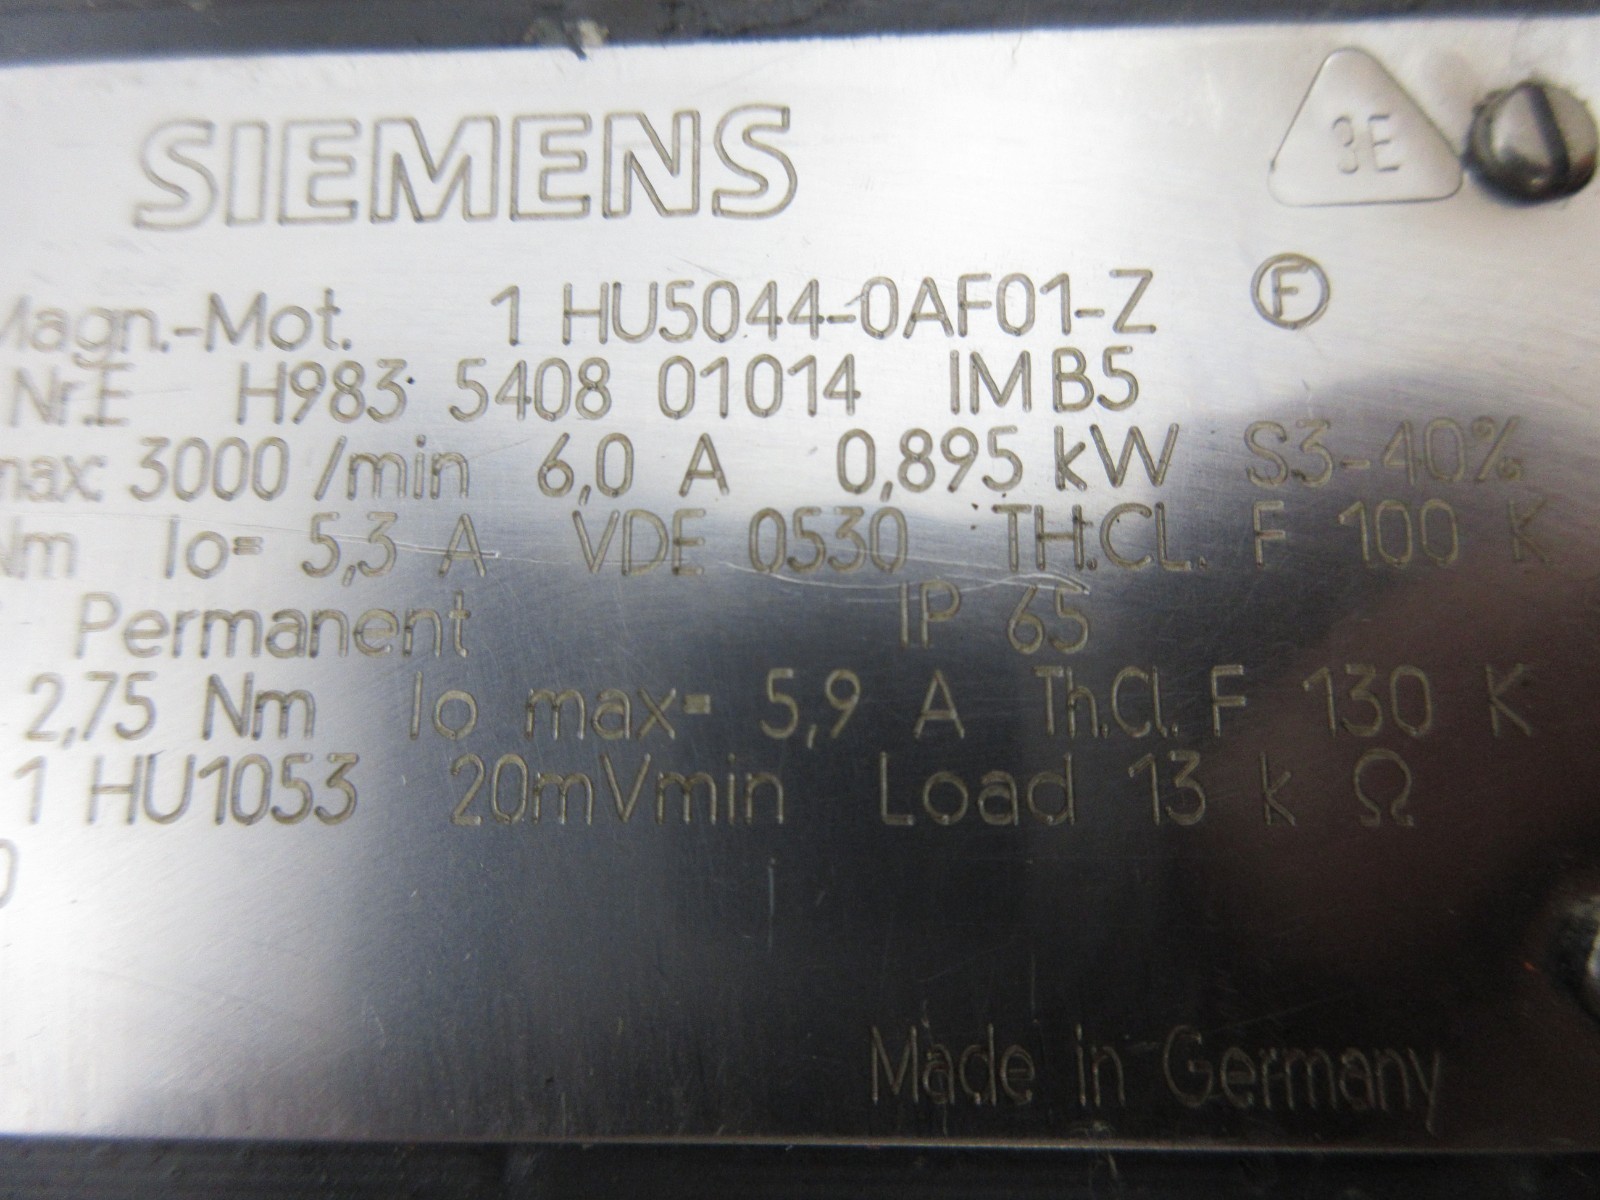 SIEMENS
3E
Magn.-Mot. 1 HU5044-0AF01-Z F
Nr.E H983 5408 01014 IM B5
max 3000 /min 6,0 A 0,895 kW S3-40%
Nm Io= 5,3 A VDE 0530 TH.CL. F 100 K
Permanent IP 65
2,75 Nm Io max= 5,9 A Th.Cl. F 130 K
1 HU1053 20mVmin Load 13 k Ω
Made in Germany